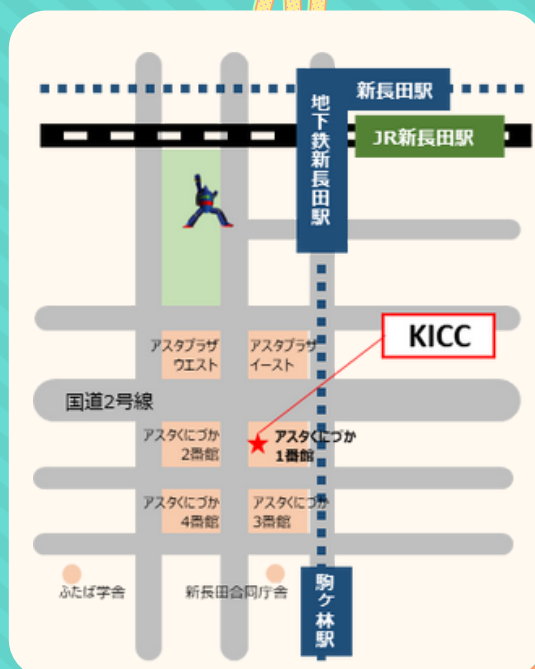 新長田駅
地下鉄新長田駅
JR新長田駅
KICC
アスタプラザ
ウエスト
アスタプラザ
イースト
国道2号線
アスタくにづか
2番館
アスタくにづか
1番館
アスタくにづか
4番館
アスタくにづか
3番館
ふたば学舎
新長田合同庁舎
駒ヶ林駅